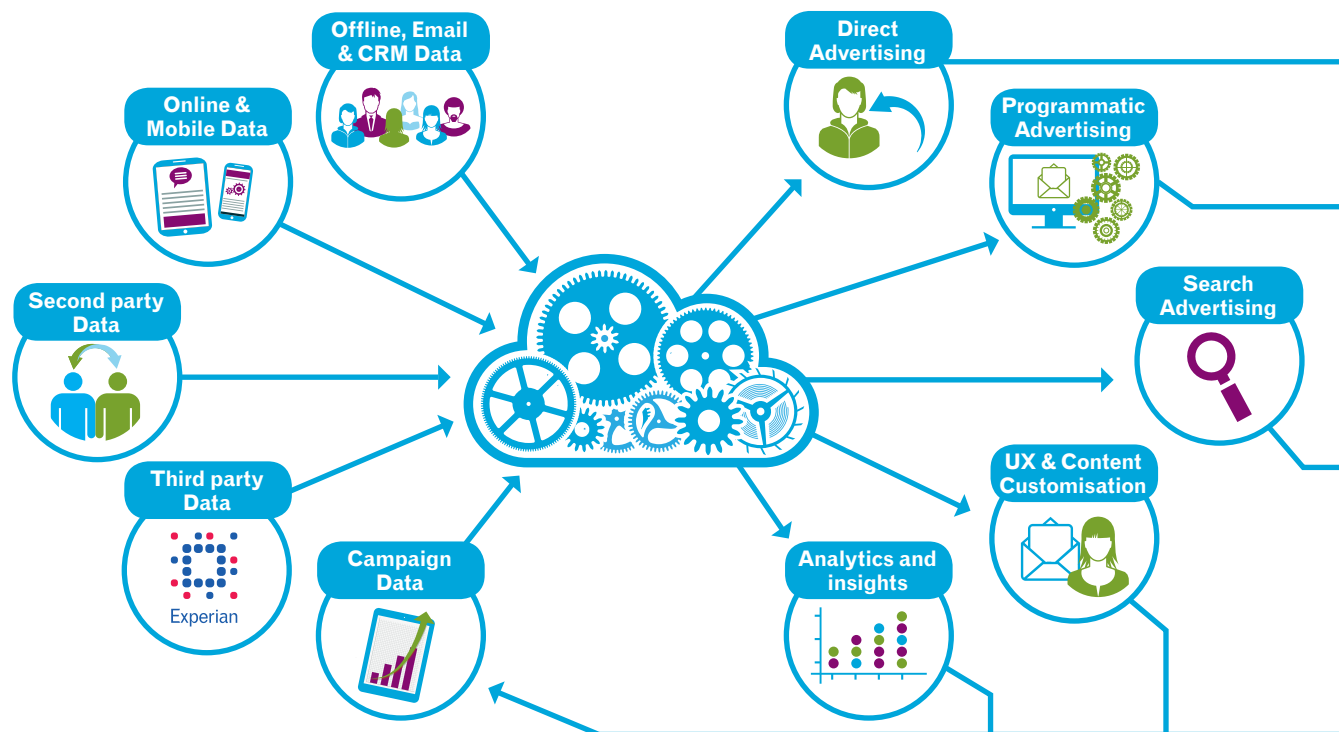 Offline, Email
& CRM Data
Direct
Advertising
Online &
Mobile Data
Programmatic
Advertising
Second party
Data
Search
Advertising
Third party
Data
Experian
UX & Content
Customisation
Campaign
Data
Analytics and
insights